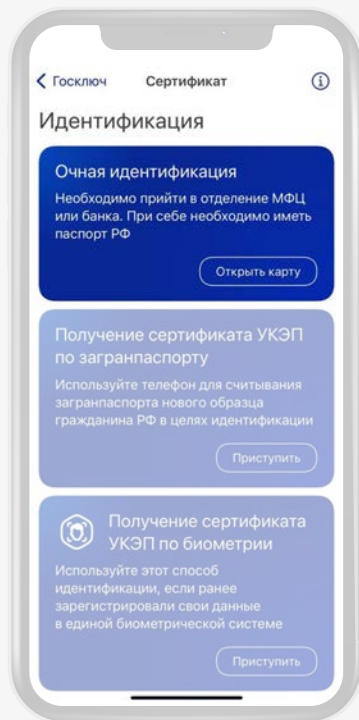 Госключ
Сертификат
Идентификация
Очная идентификация
Необходимо прийти в отделение МФЦ
или банка. При себе необходимо иметь
паспорт РФ
Открыть карту
Получение сертификата УКЭП
по загранпаспорту
Используйте телефон для считывания
загранпаспорта нового образца
гражданина РФ в целях идентификации
Приступить
Получение сертификата
УКЭП по биометрии
Используйте этот способ
идентификации, если ранее
зарегистрировали свои данные
в единой биометрической системе
Приступить